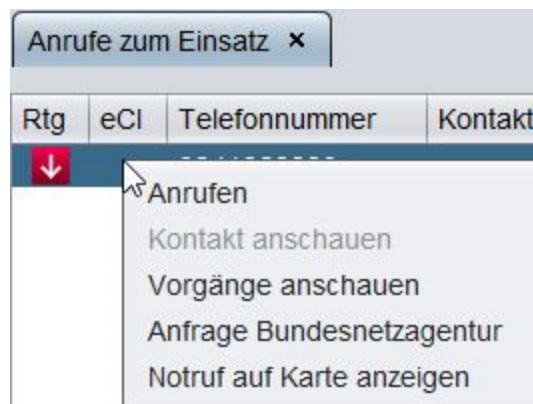 Anrufe zum Einsatz ×
Rtg eCl Telefonnummer Kontakt
Anrufen
Kontakt anschauen
Vorgänge anschauen
Anfrage Bundesnetzagentur
Notruf auf Karte anzeigen